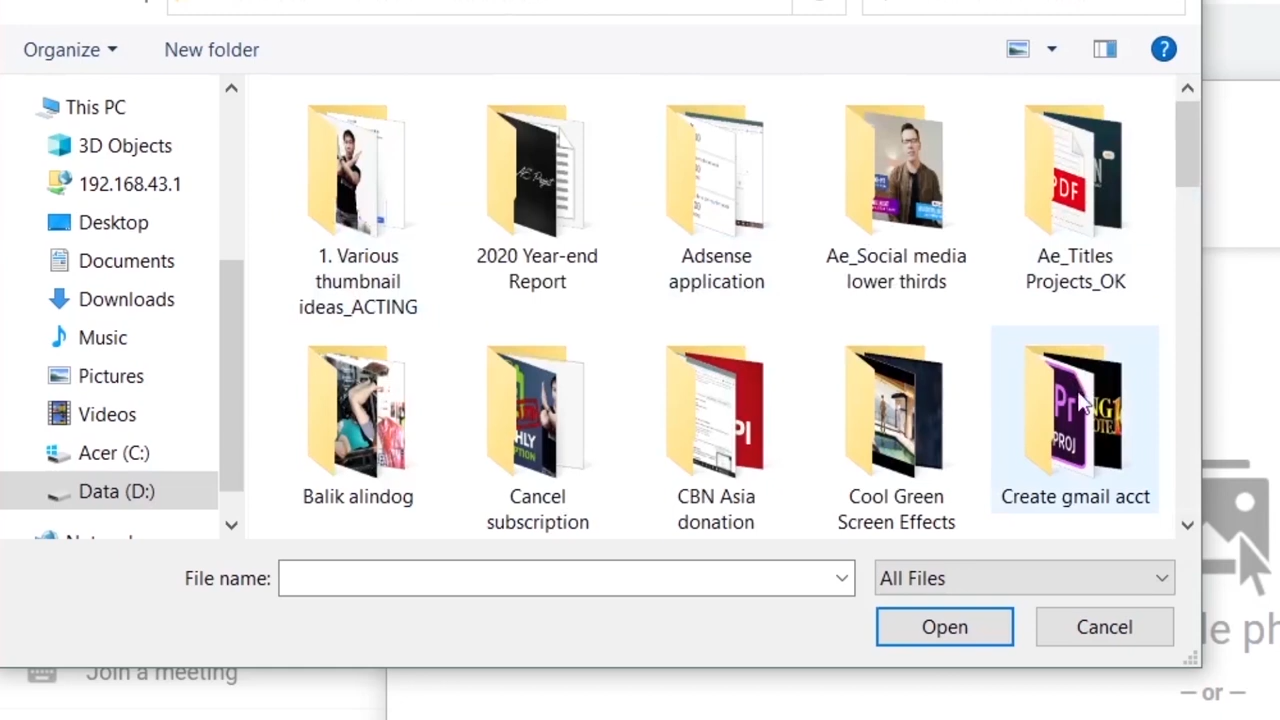 Organize
New folder
This PC
3D Objects
192.168.43.1
Desktop
Documents
Downloads
Music
Pictures
Videos
Acer (C:)
Data (D:)
1. Various
thumbnail
ideas_ACTING
2020 Year-end
Report
Adsense
application
Ae_Social media
lower thirds
PDF
Ae_Titles
Projects_OK
Balik alindog
Cancel
subscription
CBN Asia
donation
Cool Green
Screen Effects
Pr
PROJ
Create gmail acct
File name:
All Files
Open
Cancel
Join a meeting
— or —